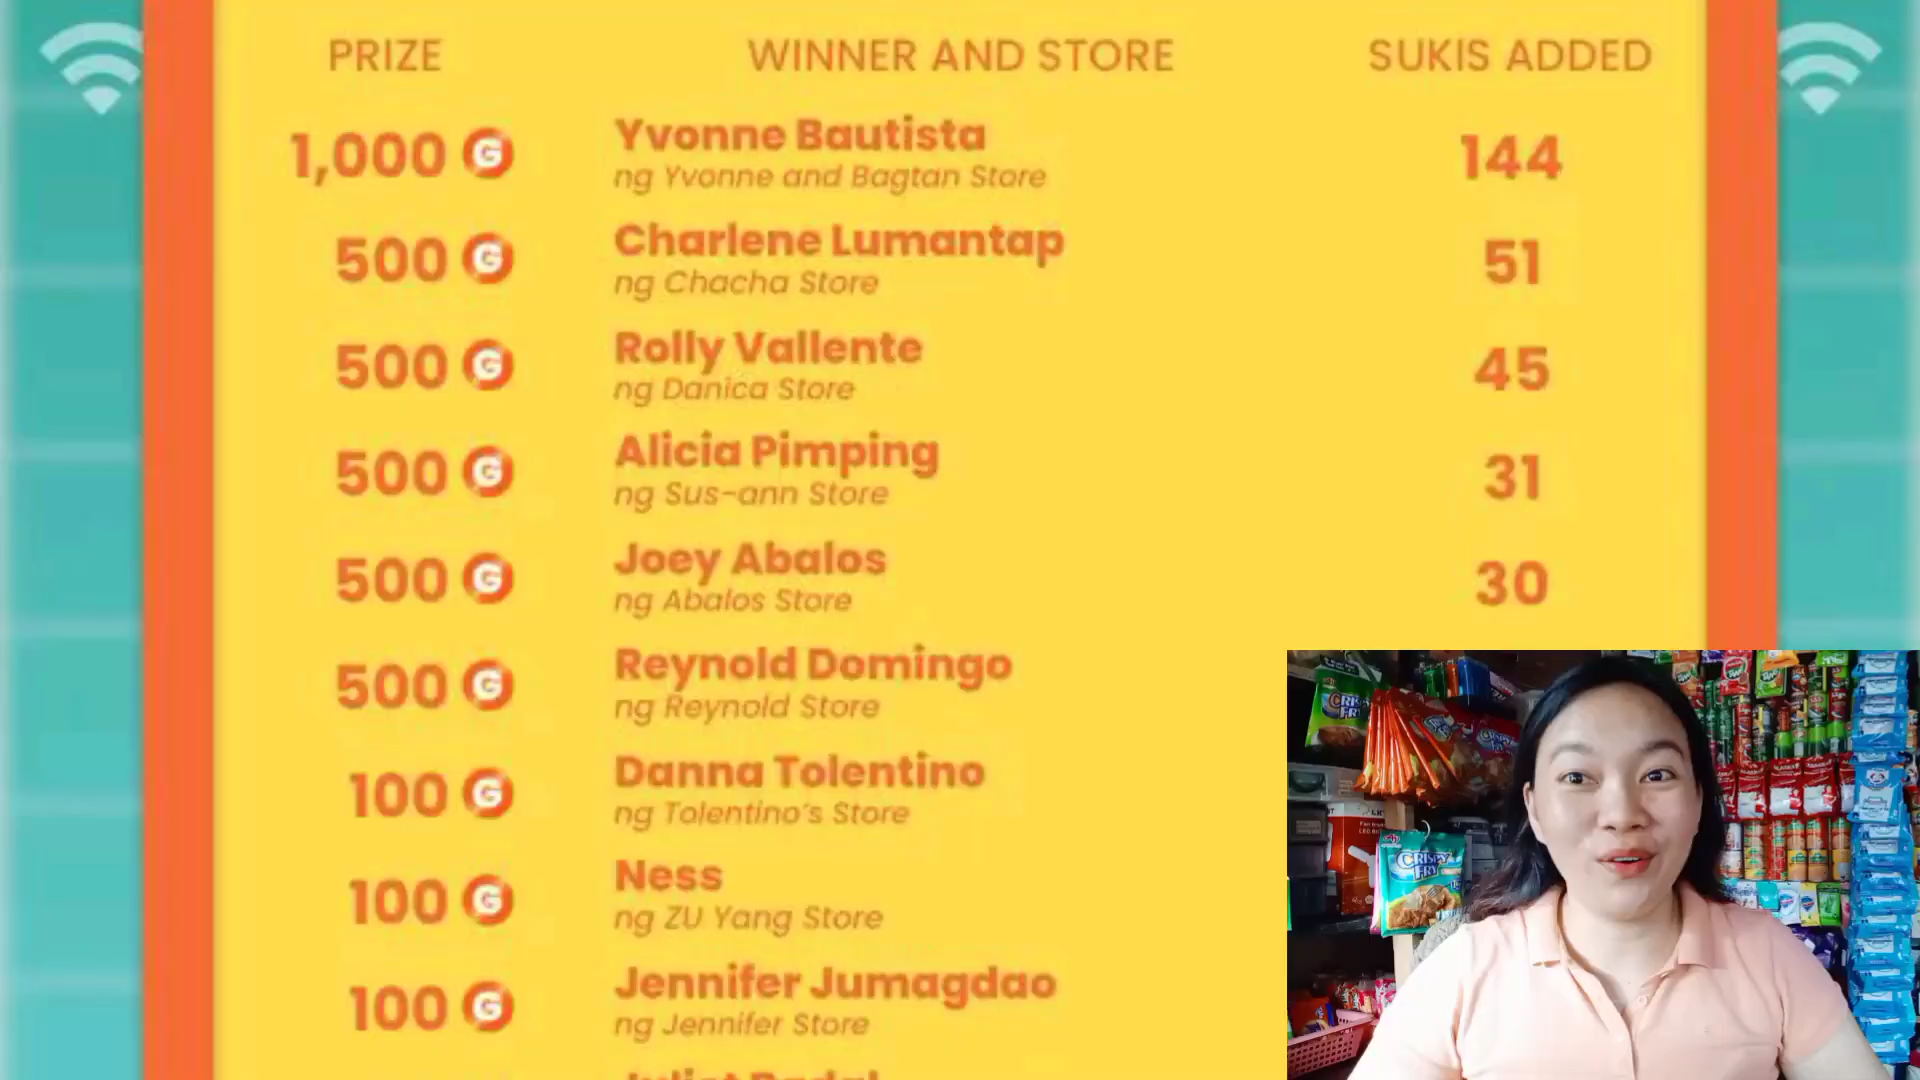 PRIZE WINNER AND STORE SUKIS ADDED
1,000 G Yvonne Bautista 144
ng Yvonne and Bagtan Store
500 G Charlene Lumantap 51
ng Chacha Store
500 G Rolly Vallente 45
ng Danica Store
500 G Alicia Pimping 31
ng Sus-ann Store
500 G Joey Abalos 30
ng Abalos Store
500 G Reynold Domingo
ng Reynold Store
100 G Danna Tolentino
ng Tolentino's Store
100 G Ness
ng ZU Yang Store
100 G Jennifer Jumagdao
ng Jennifer Store
CRISPY
FRY